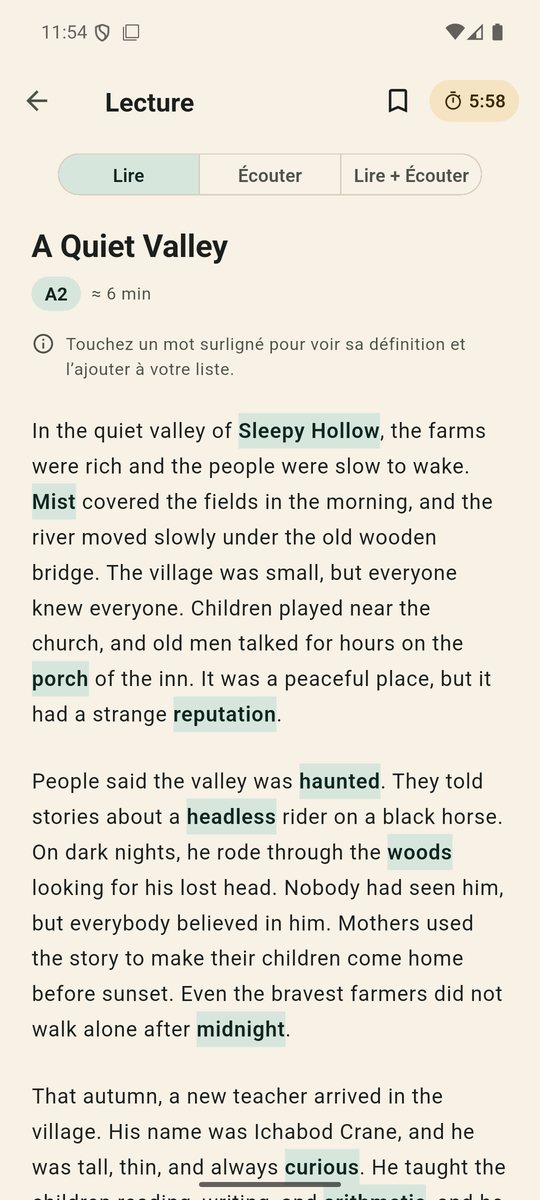 11:54
Lecture
5:58
Lire
Écouter
Lire + Écouter
A Quiet Valley
A2
≈ 6 min
Touchez un mot surligné pour voir sa définition et
l’ajouter à votre liste.
In the quiet valley of Sleepy Hollow, the farms
were rich and the people were slow to wake.
Mist covered the fields in the morning, and the
river moved slowly under the old wooden
bridge. The village was small, but everyone
knew everyone. Children played near the
church, and old men talked for hours on the
porch of the inn. It was a peaceful place, but it
had a strange reputation.
People said the valley was haunted. They told
stories about a headless rider on a black horse.
On dark nights, he rode through the woods
looking for his lost head. Nobody had seen him,
but everybody believed in him. Mothers used
the story to make their children come home
before sunset. Even the bravest farmers did not
walk alone after midnight.
That autumn, a new teacher arrived in the
village. His name was Ichabod Crane, and he
was tall, thin, and always curious. He taught the
children reading, writing, and arithmetic, and he